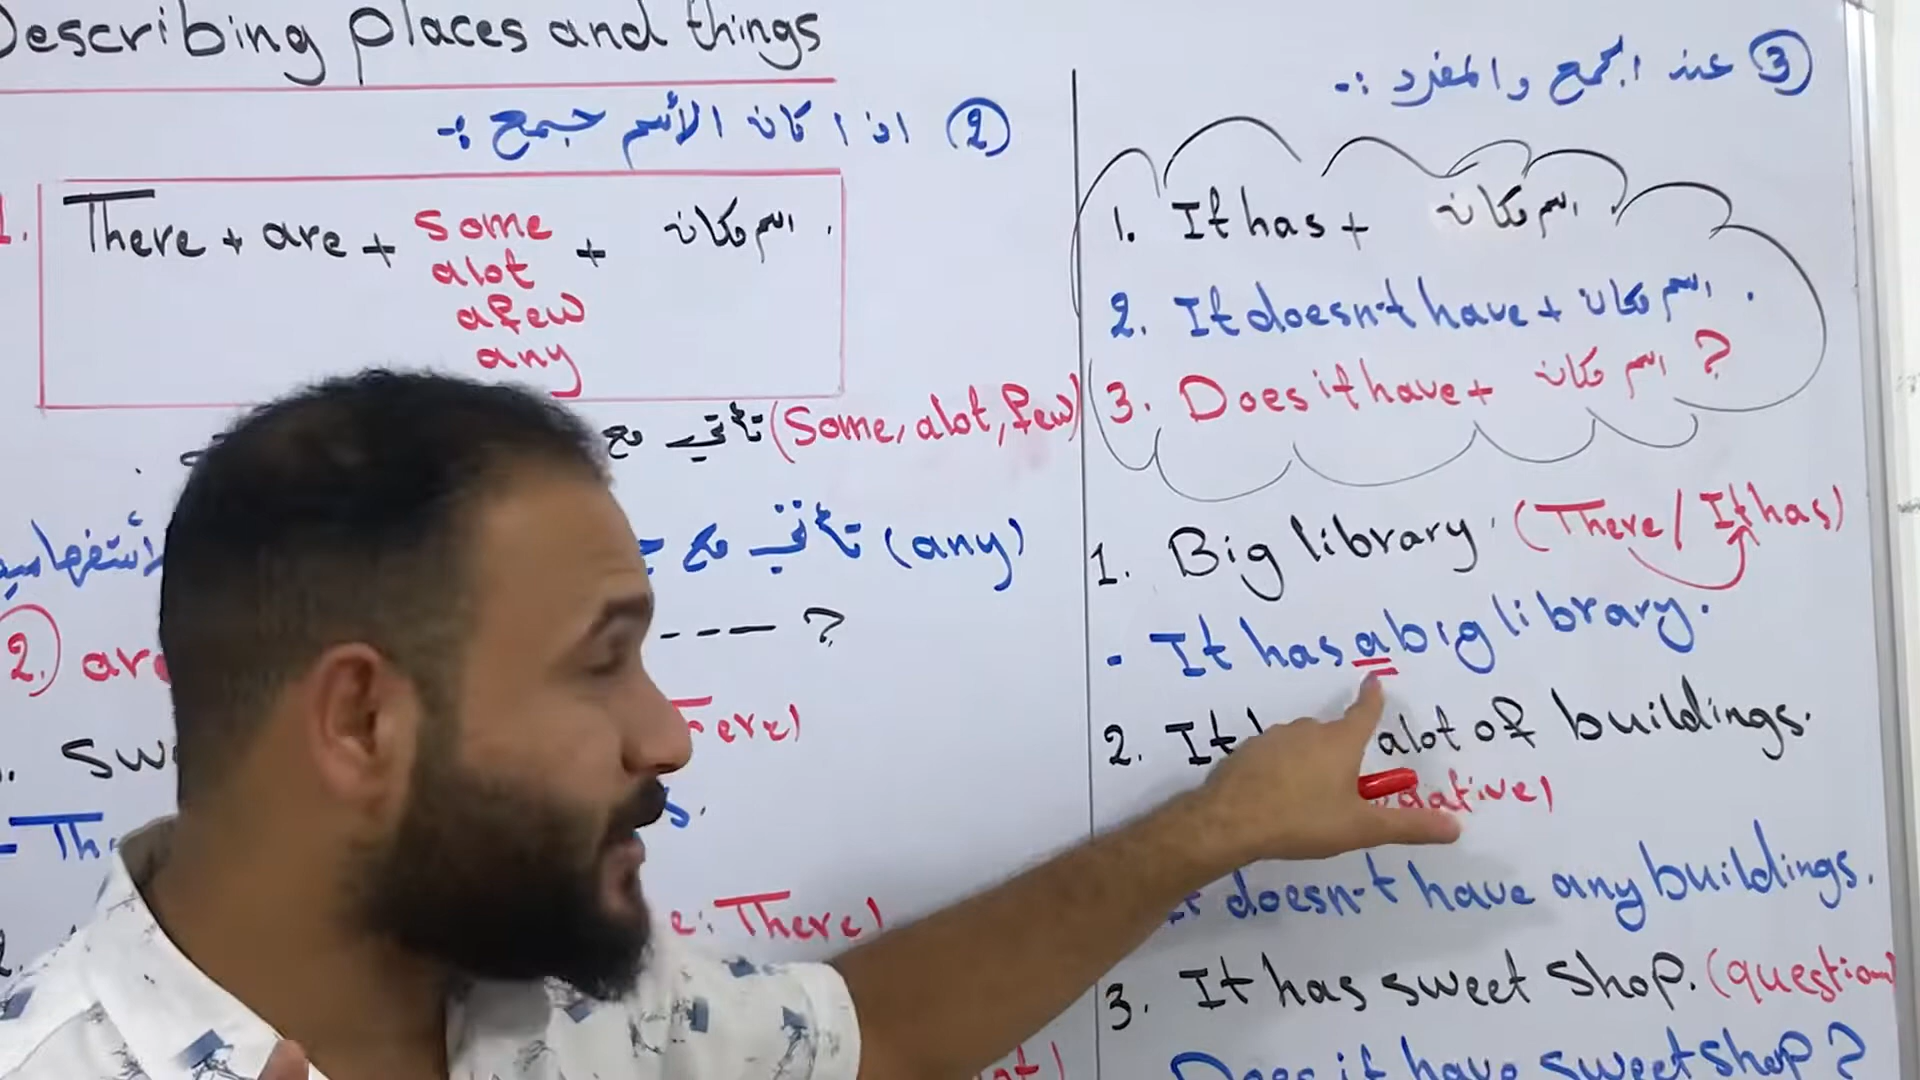 Describing places and things
② اذا كانت الأسم جمع :-
1. There + are + some + اسم مكان .
alot
afew
any
(Some, alot, few) تأتي مع
(any) تأتي مع
2. are ---- ?
- Th
③ عند الجمع والمفرد :-
1. It has + اسم مكان .
2. It doesn't have + اسم مكان .
3. Does it have + اسم مكان ?
1. Big library. (There / It has)
- It has a big library.
2. It alot of buildings.
doesn't have any buildings.
3. It has sweet shop. (question
Does it have sweet shop?